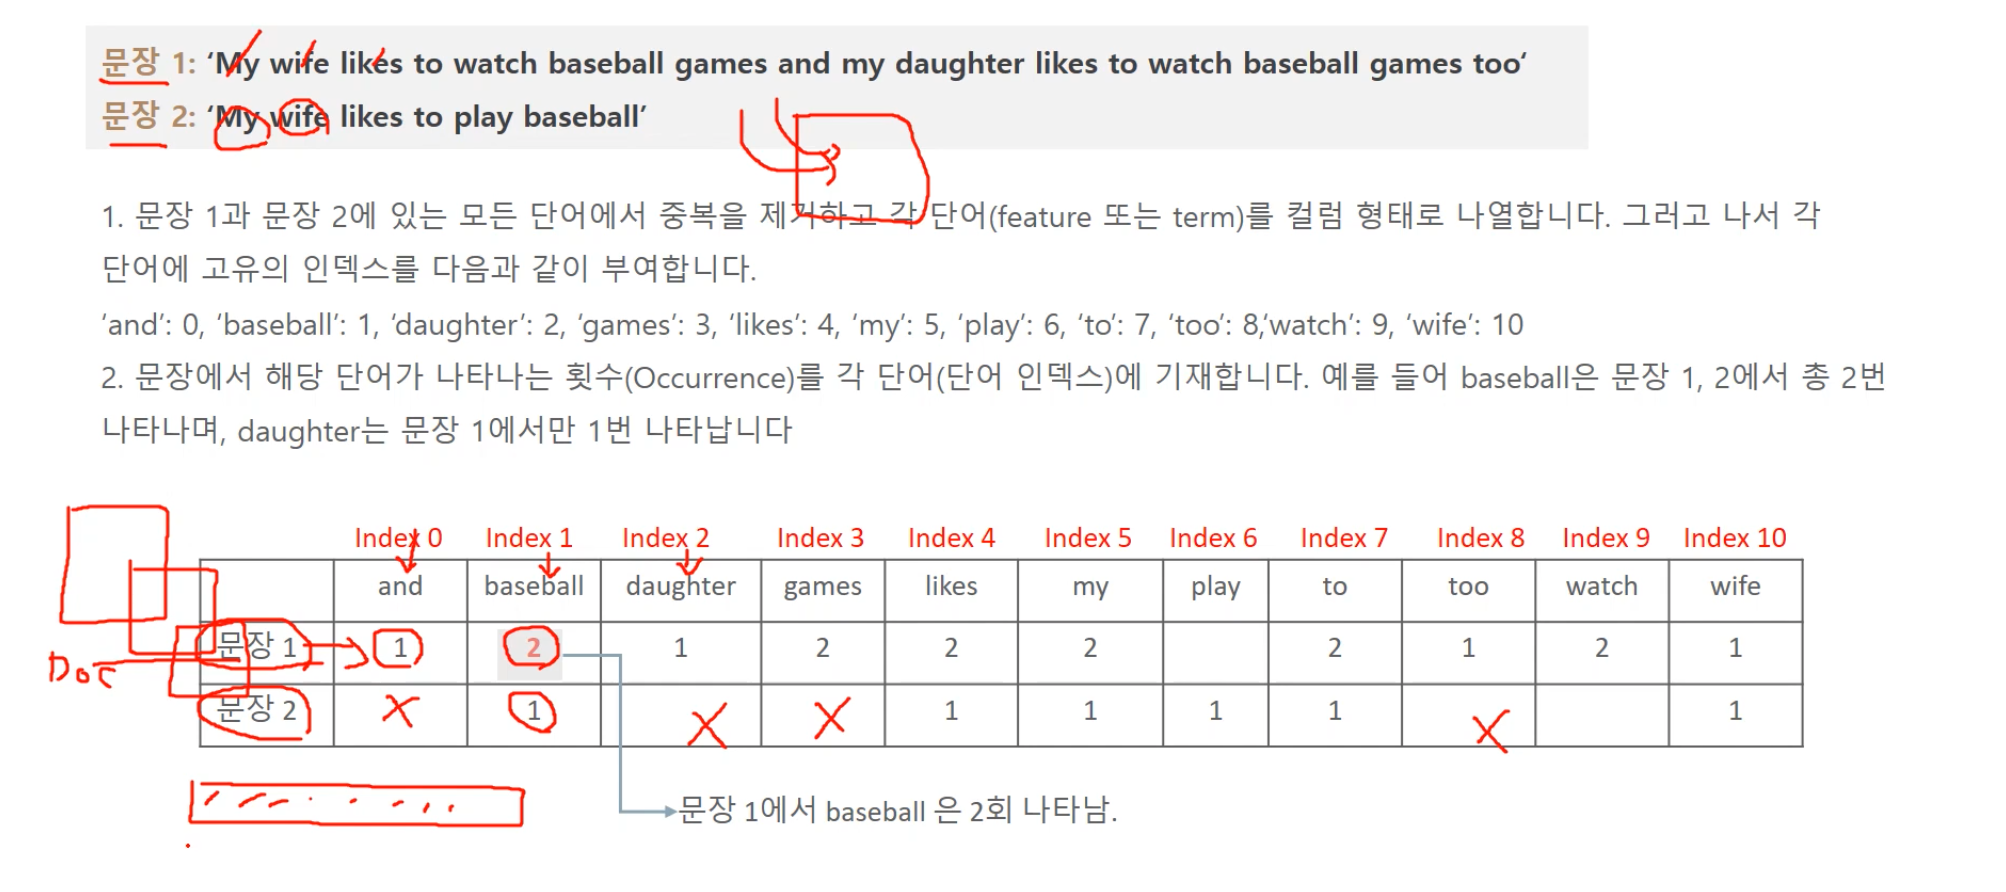 문장 1: ‘My wife likes to watch baseball games and my daughter likes to watch baseball games too‘
문장 2: ‘My wife likes to play baseball’
1. 문장 1과 문장 2에 있는 모든 단어에서 중복을 제거하고 각 단어(feature 또는 term)를 컬럼 형태로 나열합니다. 그러고 나서 각
단어에 고유의 인덱스를 다음과 같이 부여합니다.
‘and’: 0, ‘baseball’: 1, ‘daughter’: 2, ‘games’: 3, ‘likes’: 4, ‘my’: 5, ‘play’: 6, ‘to’: 7, ‘too’: 8,‘watch’: 9, ‘wife’: 10
2. 문장에서 해당 단어가 나타나는 횟수(Occurrence)를 각 단어(단어 인덱스)에 기재합니다. 예를 들어 baseball은 문장 1, 2에서 총 2번
나타나며, daughter는 문장 1에서만 1번 나타납니다
Index 0 Index 1 Index 2 Index 3 Index 4 Index 5 Index 6 Index 7 Index 8 Index 9 Index 10
and baseball daughter games likes my play to too watch wife
문장 1 1 2 1 2 2 2 2 1 2 1
Doc
문장 2 X 1 X X 1 1 1 1 X 1
문장 1에서 baseball 은 2회 나타남.